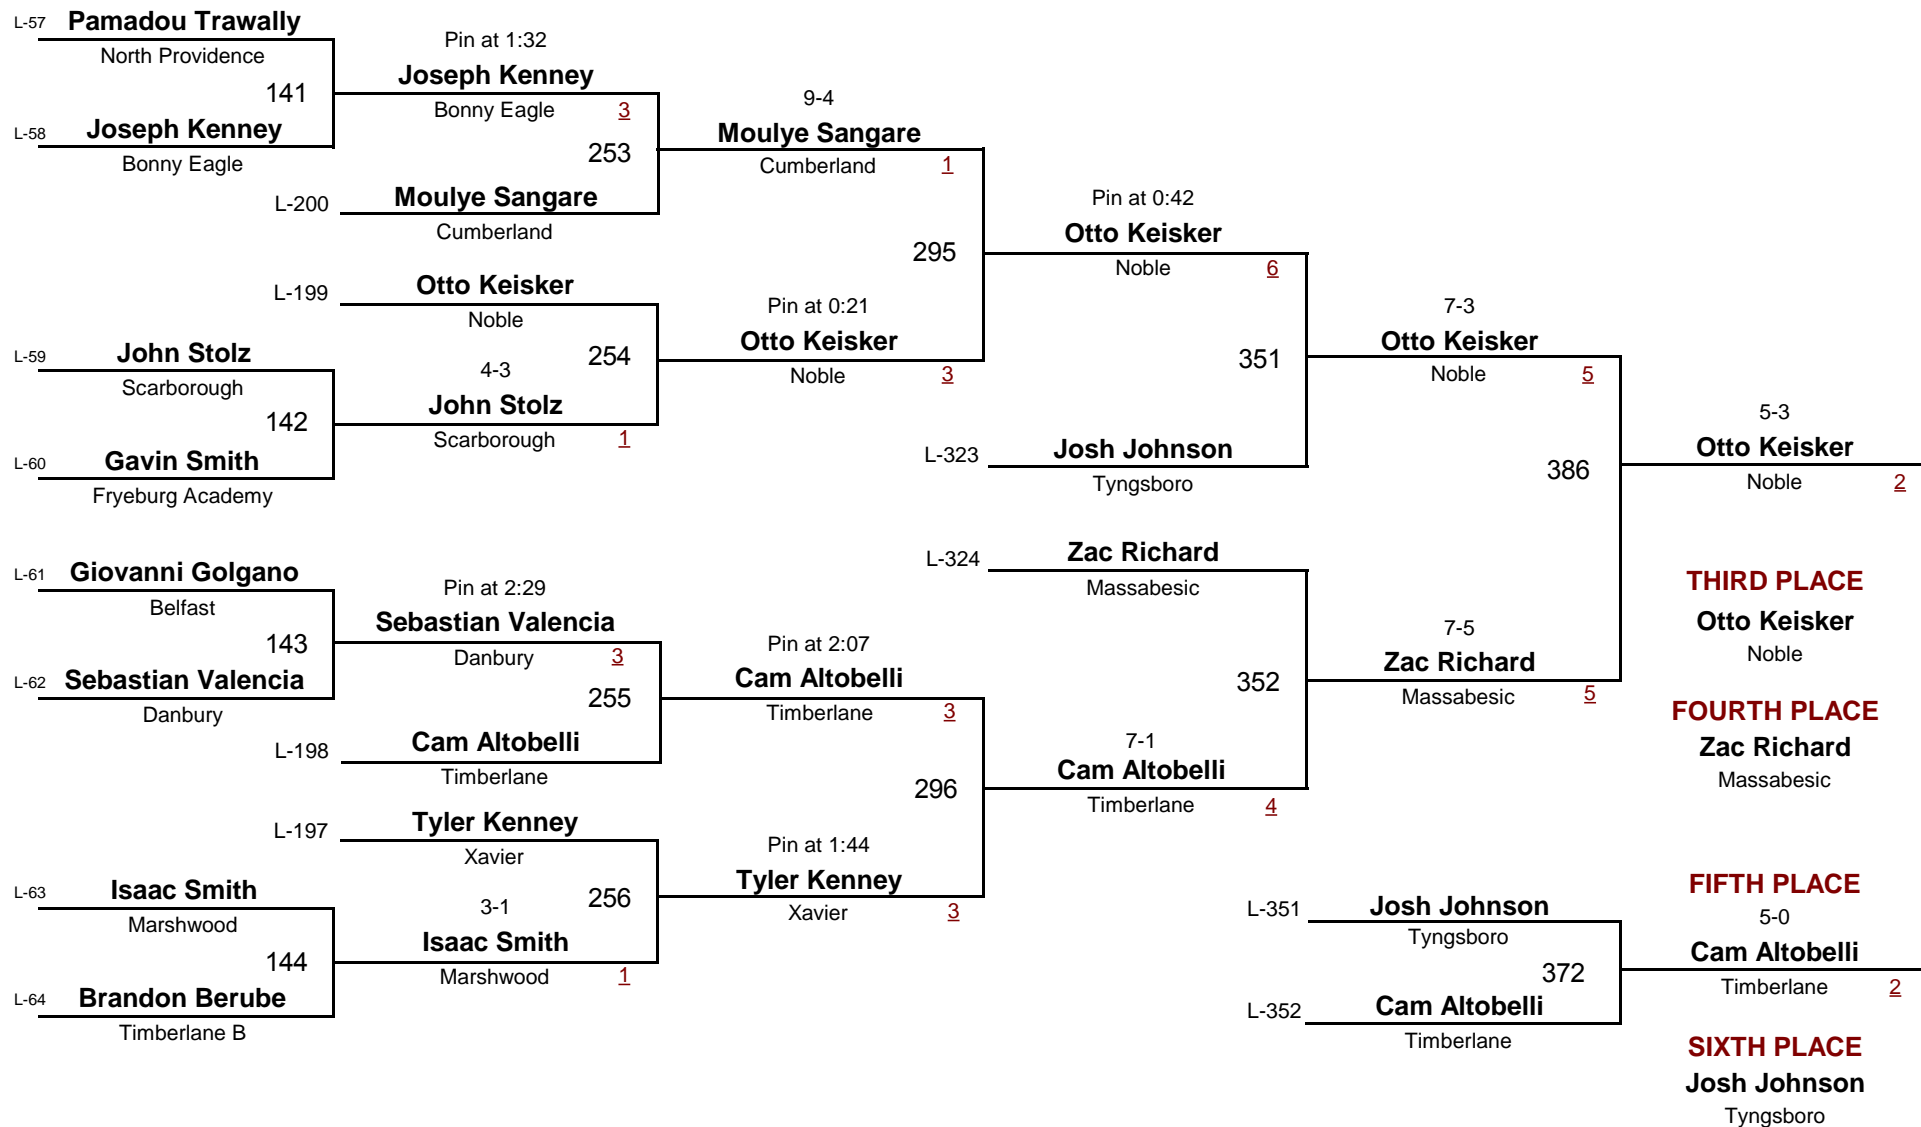 L-57 Pamadou Trawally
North Providence
141
L-58 Joseph Kenney
Bonny Eagle
Pin at 1:32
Joseph Kenney
Bonny Eagle 3
253
L-200 Moulye Sangare
Cumberland
9-4
Moulye Sangare
Cumberland 1
L-199 Otto Keisker
Noble
254
L-59 John Stolz
Scarborough
142
L-60 Gavin Smith
Fryeburg Academy
4-3
John Stolz
Scarborough 1
Pin at 0:21
Otto Keisker
Noble 3
295
Pin at 0:42
Otto Keisker
Noble 6
351
L-323 Josh Johnson
Tyngsboro
7-3
Otto Keisker
Noble 5
386
5-3
Otto Keisker
Noble 2
L-61 Giovanni Golgano
Belfast
143
L-62 Sebastian Valencia
Danbury
Pin at 2:29
Sebastian Valencia
Danbury 3
255
L-198 Cam Altobelli
Timberlane
Pin at 2:07
Cam Altobelli
Timberlane 3
L-197 Tyler Kenney
Xavier
256
L-63 Isaac Smith
Marshwood
144
L-64 Brandon Berube
Timberlane B
3-1
Isaac Smith
Marshwood 1
Pin at 1:44
Tyler Kenney
Xavier 3
296
L-324 Zac Richard
Massabesic
352
7-1
Cam Altobelli
Timberlane 4
7-5
Zac Richard
Massabesic 5
THIRD PLACE
Otto Keisker
Noble
FOURTH PLACE
Zac Richard
Massabesic
L-351 Josh Johnson
Tyngsboro
372
L-352 Cam Altobelli
Timberlane
FIFTH PLACE
5-0
Cam Altobelli
Timberlane 2
SIXTH PLACE
Josh Johnson
Tyngsboro